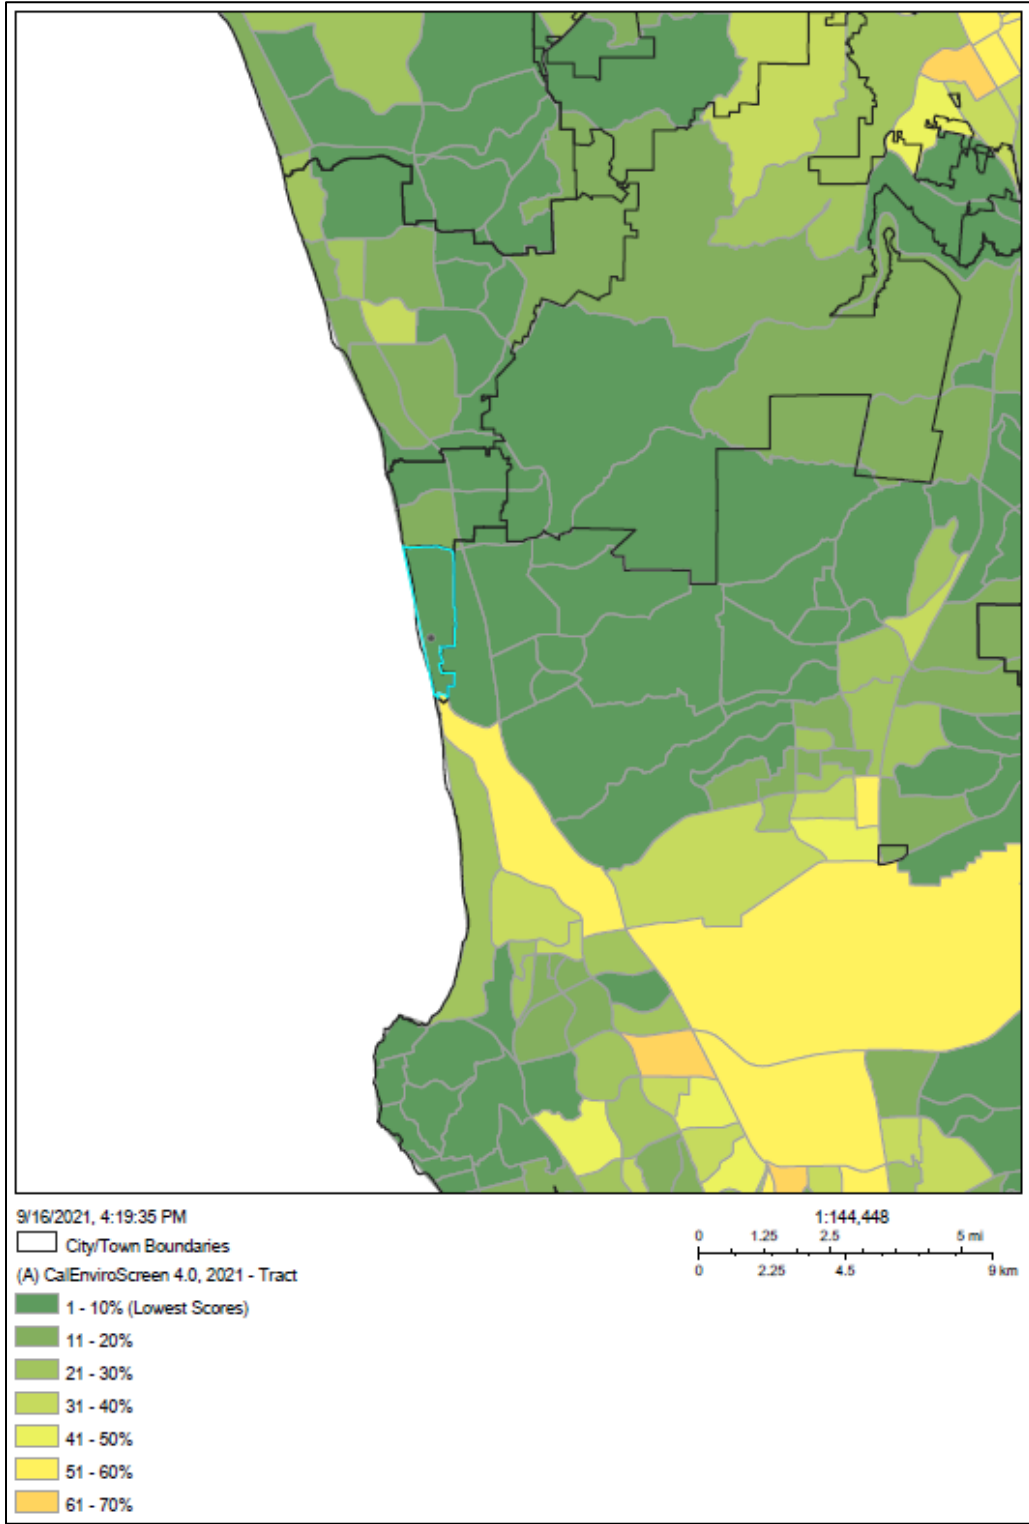 9/16/2021, 4:19:35 PM
City/Town Boundaries
(A) CalEnviroScreen 4.0, 2021 - Tract
1 - 10% (Lowest Scores)
11 - 20%
21 - 30%
31 - 40%
41 - 50%
51 - 60%
61 - 70%
1:144,448
0 1.25 2.5 5 mi
0 2.25 4.5 9 km